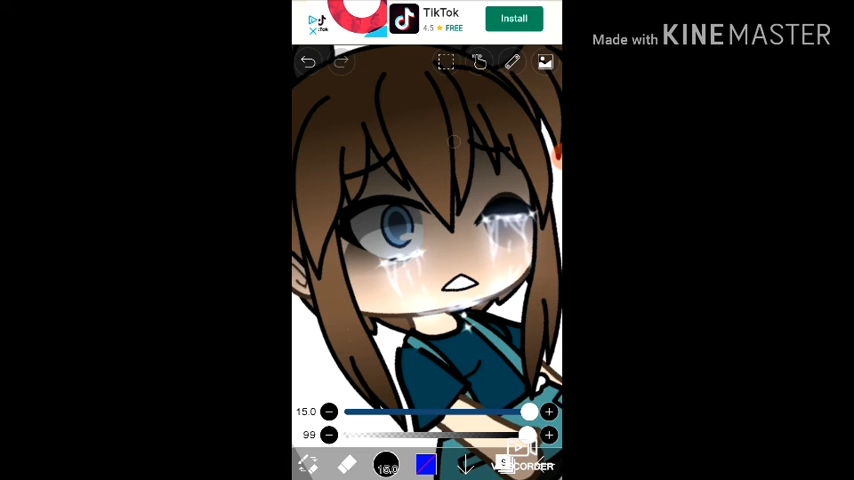 TikTok
4.5 ★ FREE
Install
Made with KINEMASTER
15.0
99
15.0